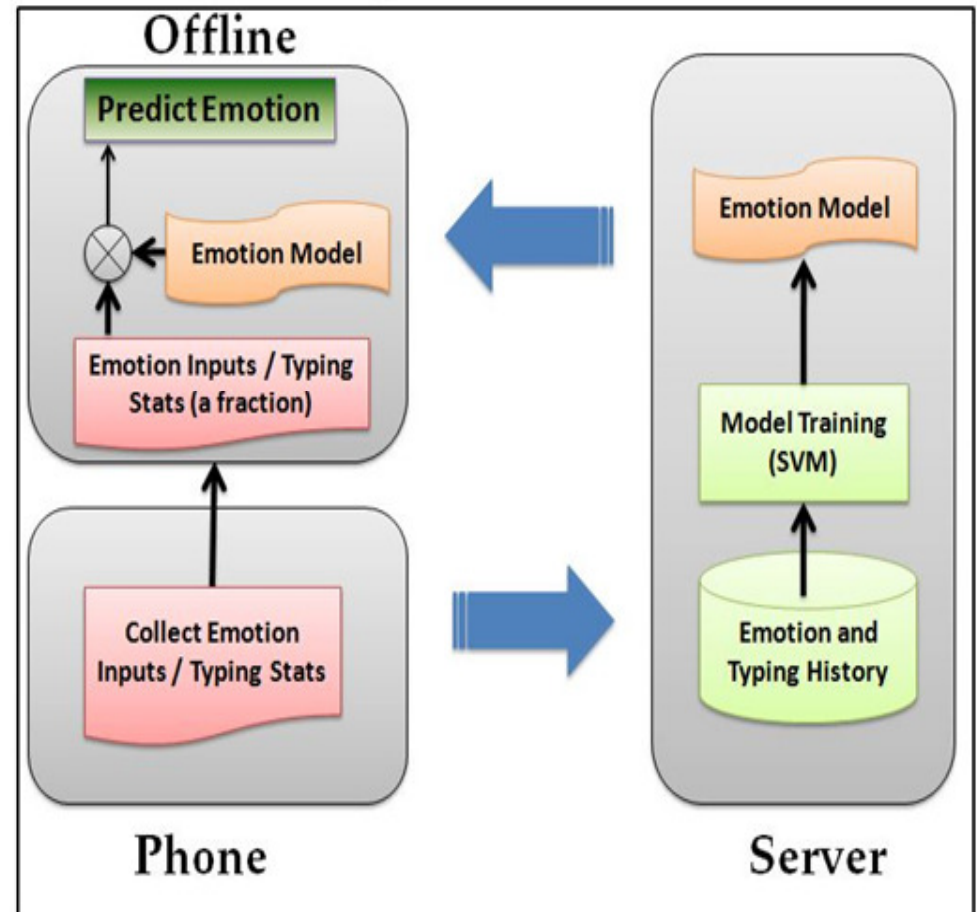 Offline
Predict Emotion
Emotion Model
Emotion Inputs / Typing
Stats (a fraction)
Collect Emotion
Inputs / Typing Stats
Phone
Emotion Model
Model Training
(SVM)
Emotion and
Typing History
Server